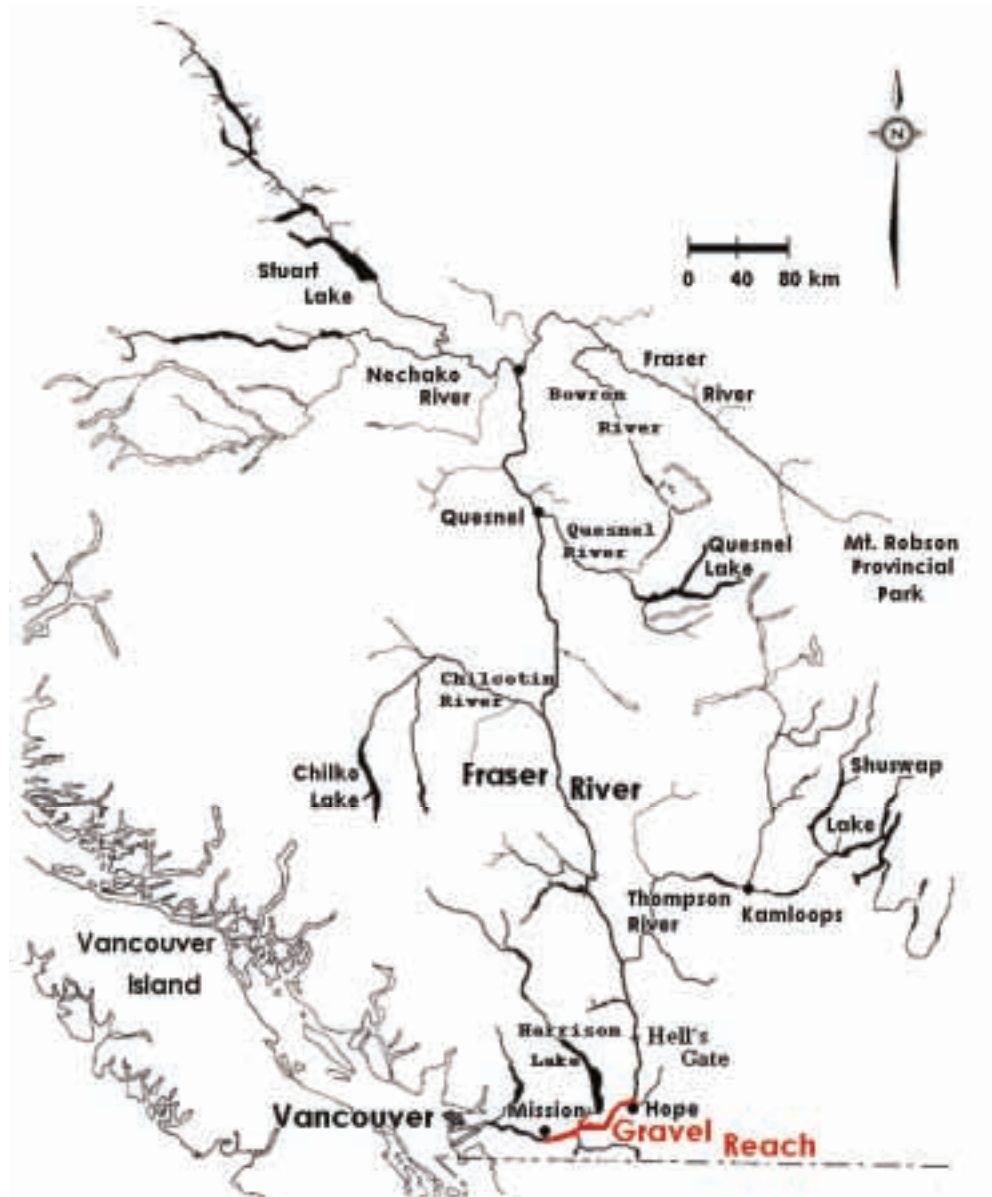 N
0 40 80 km
Stuart
Lake
Nechako
River
Fraser
River
Bowron
River
Quesnel
Quesnel
River
Quesnel
Lake
Mt. Robson
Provincial
Park
Chilcotin
River
Chilko
Lake
Fraser River
Shuswap
Lake
Thompson
River
Kamloops
Vancouver
Island
Harrison
Lake
Hell's
Gate
Vancouver
Mission
Hope
Gravel Reach